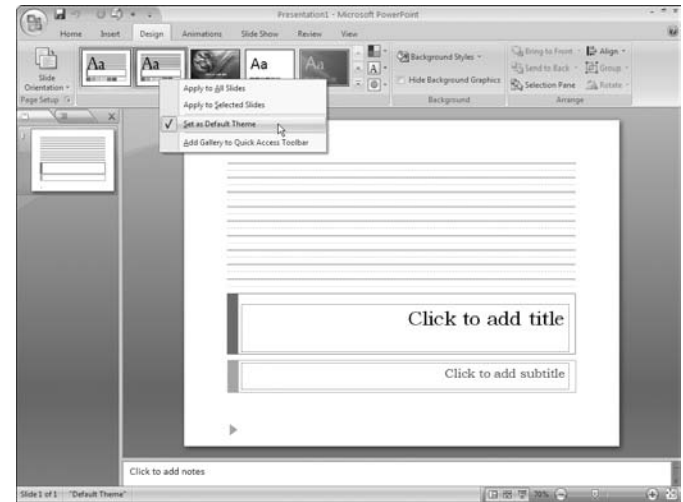 Presentation1 - Microsoft PowerPoint
Home Insert Design Animations Slide Show Review View
Slide
Orientation
Page Setup
Aa Aa Aa Aa
Background Styles
Hide Background Graphics
Background
Bring to Front
Send to Back
Selection Pane
Align
Group
Rotate
Arrange
Apply to All Slides
Apply to Selected Slides
Set as Default Theme
Add Gallery to Quick Access Toolbar
Click to add title
Click to add subtitle
Click to add notes
Slide 1 of 1 "Default Theme" 70%